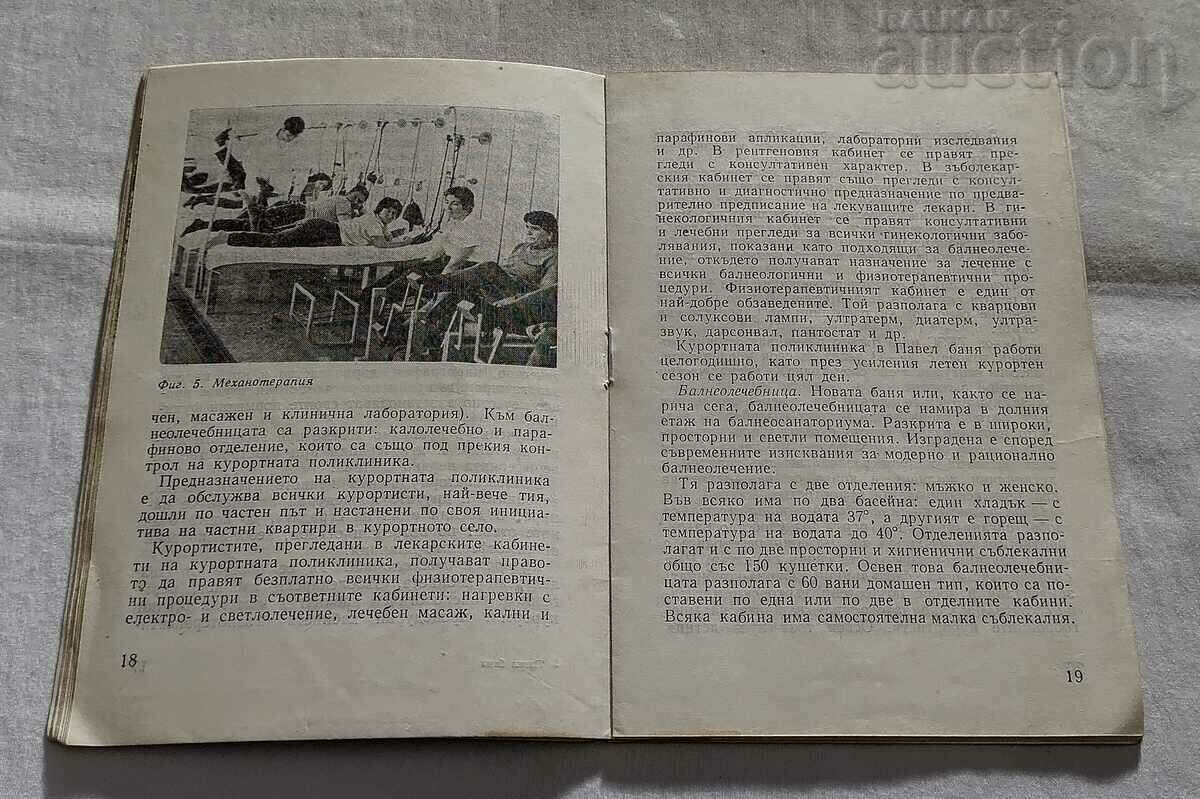 BALKAN
auction
Фиг. 5. Механотерапия
чен, масажен и клинична лаборатория). Към бал-
неолечебницата са разкрити: калолечебно и пара-
финово отделение, които са също под прекия кон-
трол на курортната поликлиника.
Предназначението на курортната поликлиника
е да обслужва всички курортисти, най-вече тия,
дошли по частен път и настанени по своя инициа-
тива на частни квартири в курортното село.
Курортистите, прегледани в лекарските кабине-
ти на курортната поликлиника, получават право-
то да правят безплатно всички физиотерапевтич-
ни процедури в съответните кабинети: нагревки с
електро- и светлолечение, лечебен масаж, кални и
18
парафинови апликации, лабораторни изследвания
и др. В рентгеновия кабинет се правят пре-
гледи с консултативен характер. В зъболекар-
ския кабинет се правят също прегледи с консул-
тативно и диагностично предназначение по предва-
рително предписание на лекуващите лекари. В ги-
некологичния кабинет се правят консултативни
и лечебни прегледи за всички гинекологични забо-
лявания, показани като подходящи за балнеолече-
ние, откъдето получават назначение за лечение с
всички балнеологични и физиотерапевтични про-
цедури. Физиотерапевтичният кабинет е един от
най-добре обзаведените. Той разполага с кварцови
и солуксови лампи, ултратерм, диатерм, ултра-
звук, дарсонвал, пантостат и др.
Курортната поликлиника в Павел баня работи
целогодишно, като през усиления летен курортен
сезон се работи цял ден.
Балнеолечебница. Новата баня или, както се на-
рича сега, балнеолечебницата се намира в долния
етаж на балнеосанаториума. Разкрита е в широки,
просторни и светли помещения. Изградена е според
съвременните изисквания за модерно и рационално
балнеолечение.
Тя разполага с две отделения: мъжко и женско.
Във всяко има по два басейна: един хладък — с
температура на водата 37°, а другият е горещ — с
температура на водата до 40°. Отделенията разпо-
лагат и с по две просторни и хигиенични съблекални
общо със 150 кушетки. Освен това балнеолечебни-
цата разполага с 60 вани домашен тип, които са по-
ставени по една или по две в отделните кабини.
Всяка кабина има самостоятелна малка съблекалня.
19